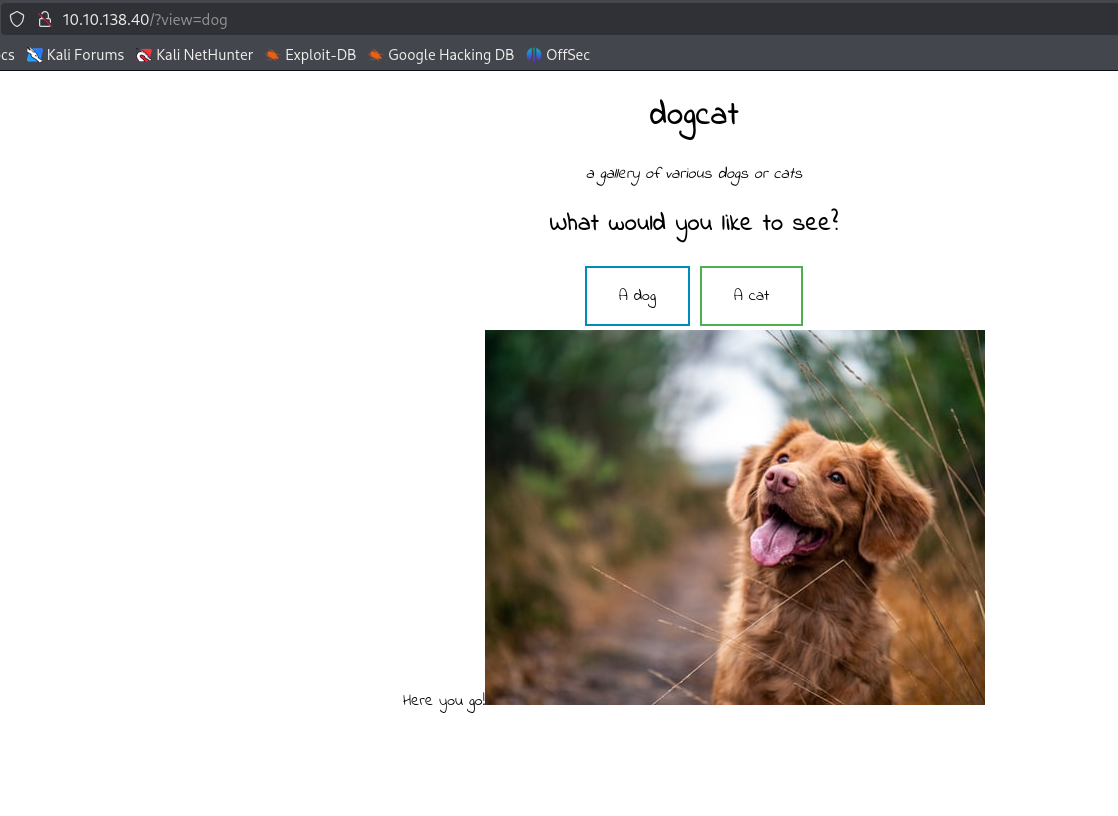 10.10.138.40/?view=dog
cs Kali Forums Kali NetHunter Exploit-DB Google Hacking DB OffSec
dogcat
a gallery of various dogs or cats
What would you like to see?
A dog A cat
Here you go!